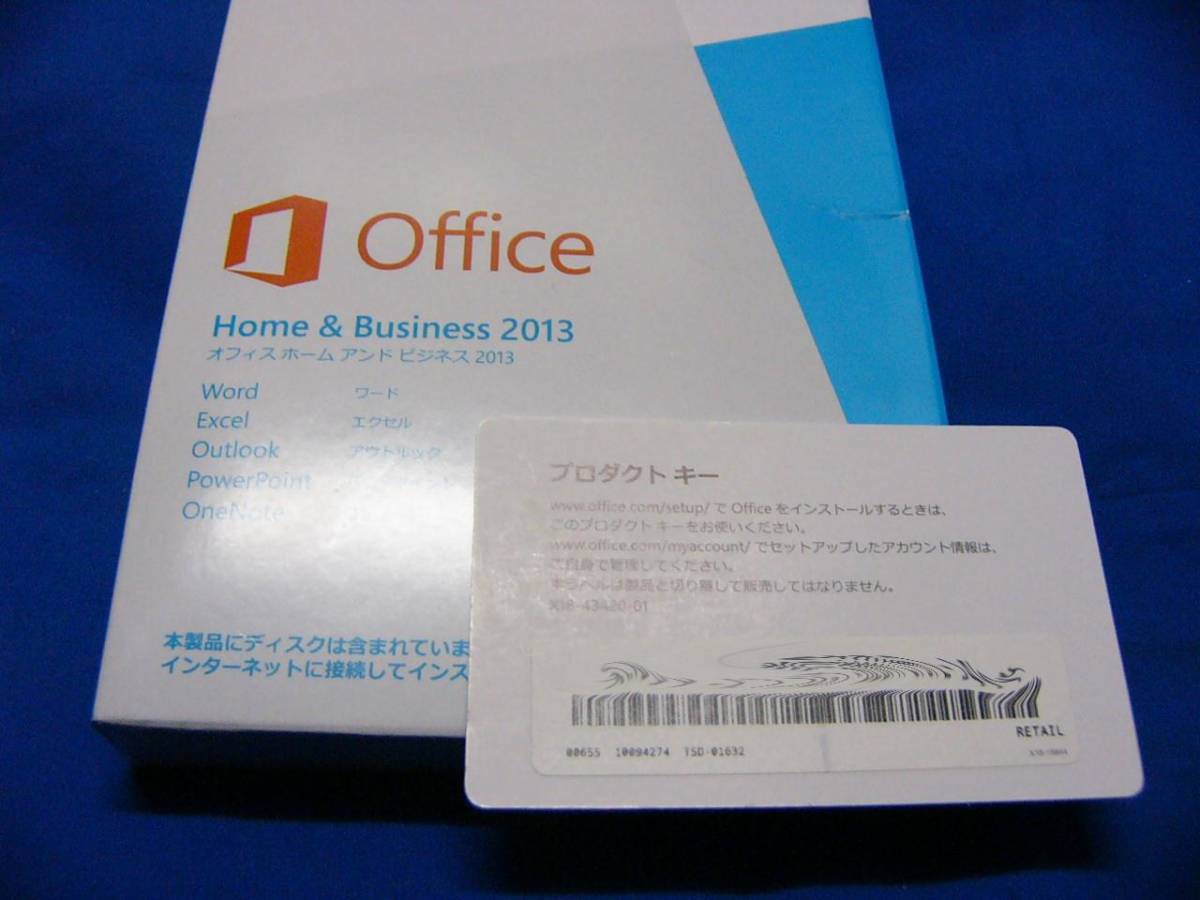 Office
Home & Business 2013
オフィス ホーム アンド ビジネス 2013
Word ワード
Excel エクセル
Outlook アウトルック
PowerPoint
OneNote
本製品にディスクは含まれていま
インターネットに接続してインス
プロダクト キー
www.office.com/setup/ で Office をインストールするときは、
このプロダクト キーをお使いください。
www.office.com/myaccount/ でセットアップしたアカウント情報は、
ご自身で管理してください。
本ラベルは製品と切り離して販売してはなりません。
X18-43420-01
RETAIL
00655 10094274 TSD-01632